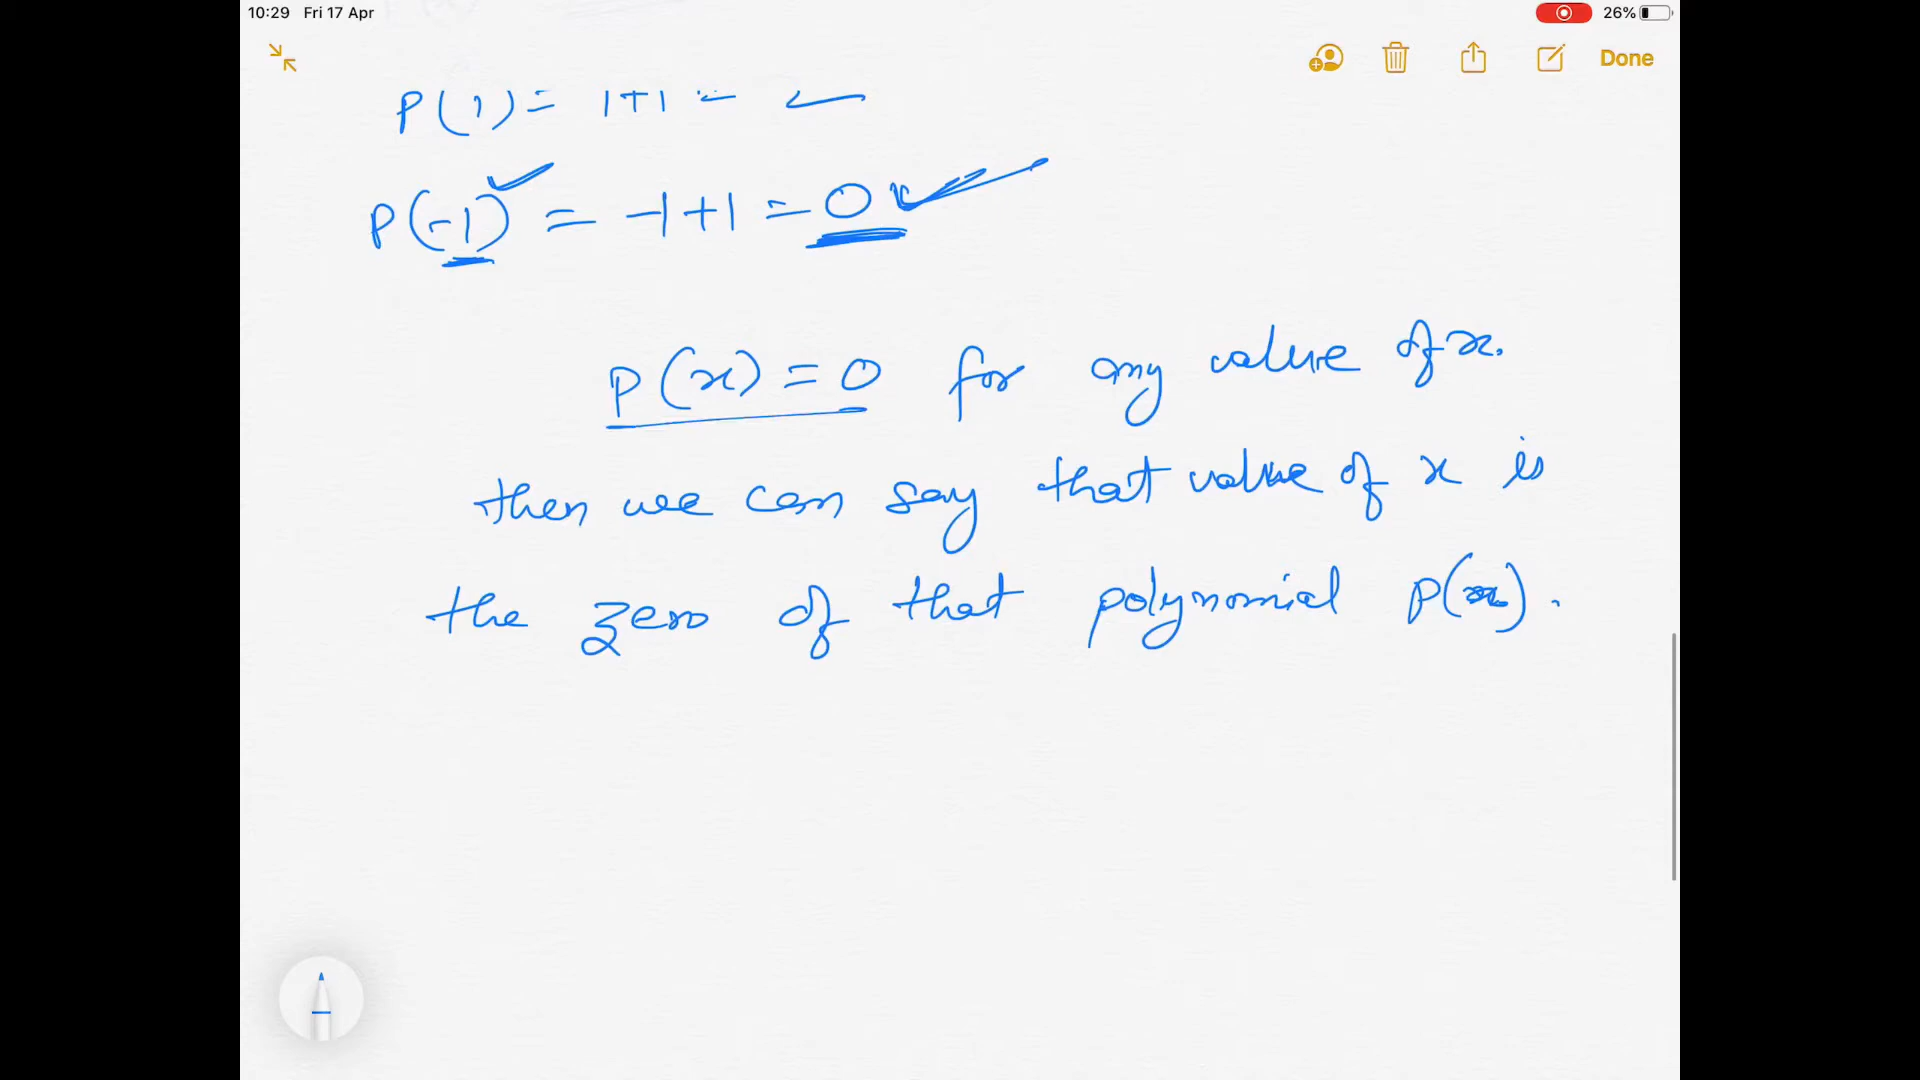 10:29 Fri 17 Apr 26%
Done
P(1) = 1+1 =
P(-1) = -1+1 = 0
P(x) = 0 for any value of x.
then we can say that value of x is
the zero of that polynomial P(x).